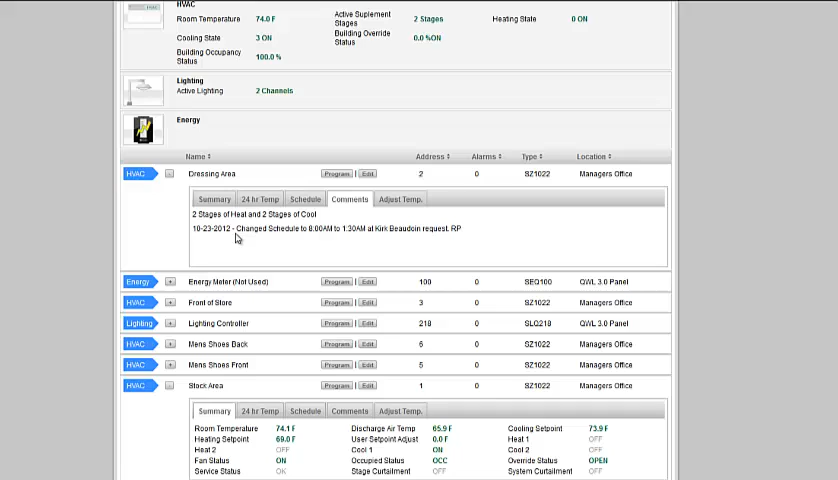 HVAC
Room Temperature 74.0 F Active Suplement Stages 2 Stages Heating State 0 ON
Cooling State 3 ON Building Override Status 0.0 %ON
Building Occupancy Status 100.0 %
Lighting
Active Lighting 2 Channels
Energy
Name Address Alarms Type Location
HVAC - Dressing Area Program | Edit 2 0 SZ1022 Managers Office
Summary 24 hr Temp Schedule Comments Adjust Temp.
2 Stages of Heat and 2 Stages of Cool
10-23-2012 - Changed Schedule to 8:00AM to 1:30AM at Kirk Beaudoin request. RP
Energy + Energy Meter (Not Used) Program | Edit 100 0 SEQ100 QWL 3.0 Panel
HVAC + Front of Store Program | Edit 3 0 SZ1022 Managers Office
Lighting + Lighting Controller Program | Edit 218 0 SLQ218 QWL 3.0 Panel
HVAC + Mens Shoes Back Program | Edit 6 0 SZ1022 Managers Office
HVAC + Mens Shoes Front Program | Edit 5 0 SZ1022 Managers Office
HVAC - Stock Area Program | Edit 1 0 SZ1022 Managers Office
Summary 24 hr Temp Schedule Comments Adjust Temp.
Room Temperature 74.1 F Discharge Air Temp 65.9 F Cooling Setpoint 73.9 F
Heating Setpoint 69.0 F User Setpoint Adjust 0.0 F Heat 1 OFF
Heat 2 OFF Cool 1 ON Cool 2 OFF
Fan Status ON Occupied Status OCC Override Status OPEN
Service Status OK Stage Curtailment OFF System Curtailment OFF